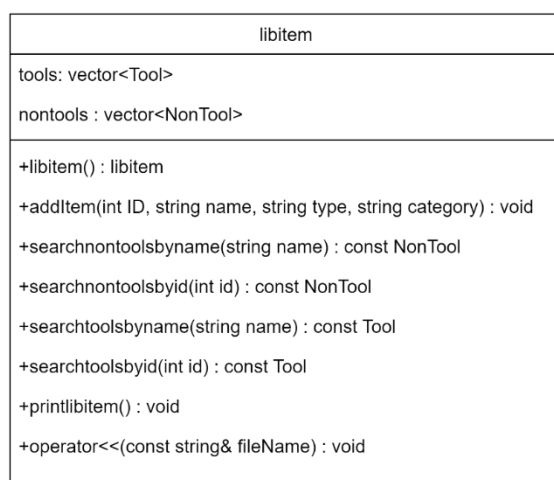 libitem
tools: vector<Tool>
nontools : vector<NonTool>
+libitem() : libitem
+addItem(int ID, string name, string type, string category) : void
+searchnontoolsbyname(string name) : const NonTool
+searchnontoolsbyid(int id) : const NonTool
+searchtoolsbyname(string name) : const Tool
+searchtoolsbyid(int id) : const Tool
+printlibitem() : void
+operator<<(const string& fileName) : void